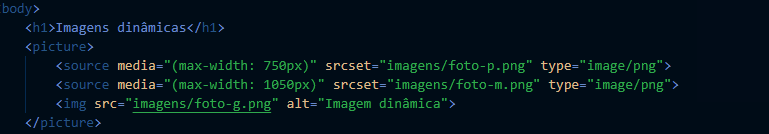 <body>
<h1>Imagens dinâmicas</h1>
<picture>
<source media="(max-width: 750px)" srcset="imagens/foto-p.png" type="image/png">
<source media="(max-width: 1050px)" srcset="imagens/foto-m.png" type="image/png">
<img src="imagens/foto-g.png" alt="Imagem dinâmica">
</picture>